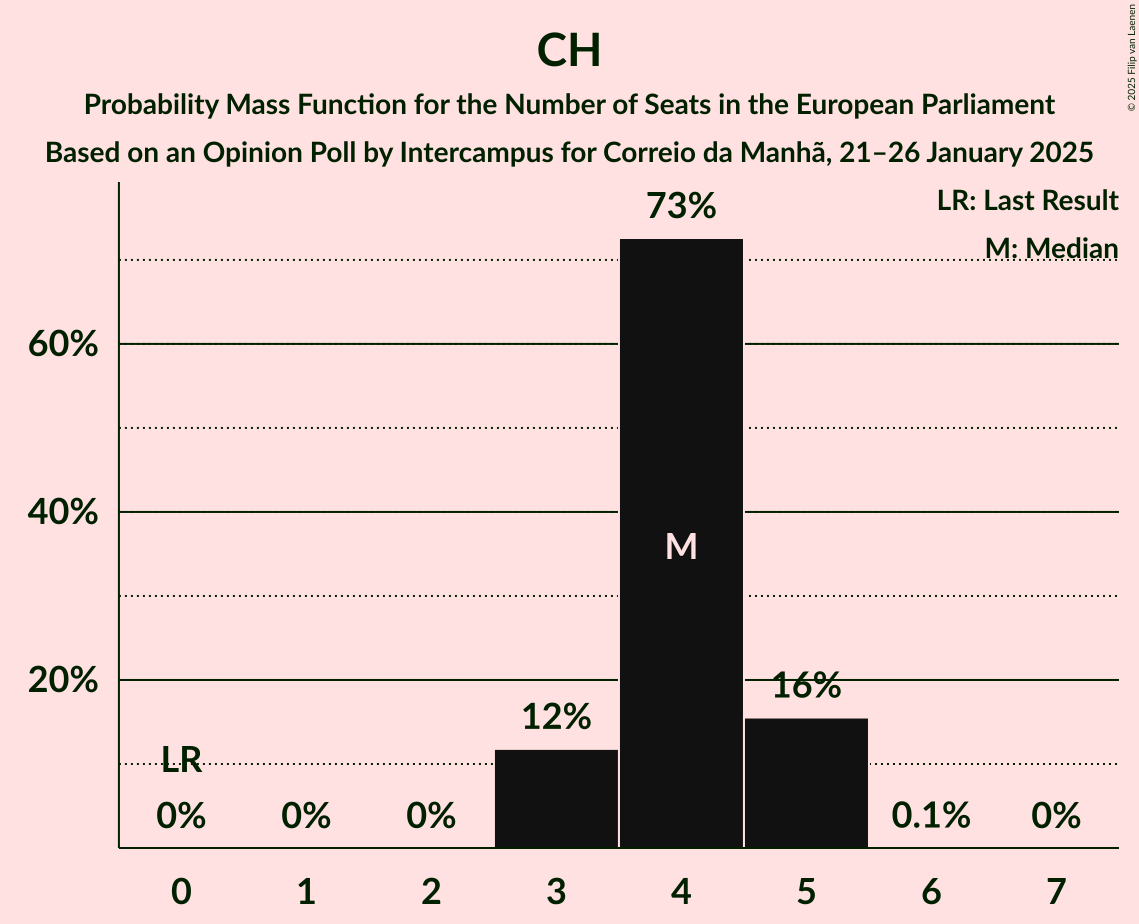 CH
Probability Mass Function for the Number of Seats in the European Parliament
Based on an Opinion Poll by Intercampus for Correio da Manhã, 21–26 January 2025
© 2025 Filip van Laenen
LR: Last Result
M: Median
73%
60%
40%
M
20%
16%
12%
LR
0% 0% 0% 0.1% 0%
0 1 2 3 4 5 6 7